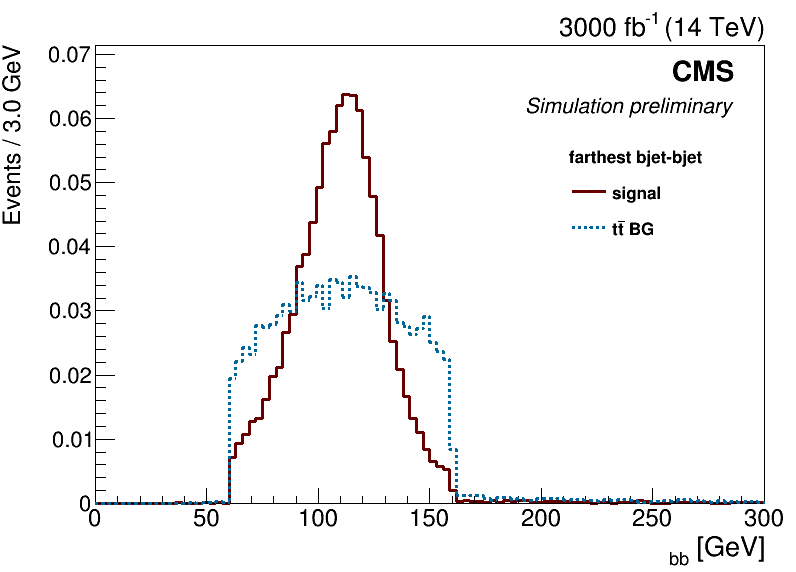 3000 fb-1 (14 TeV)
CMS
Simulation preliminary
farthest bjet-bjet
signal
tt̄ BG
Events / 3.0 GeV
0.07
0.06
0.05
0.04
0.03
0.02
0.01
0
0 50 100 150 200 250 300
bb [GeV]